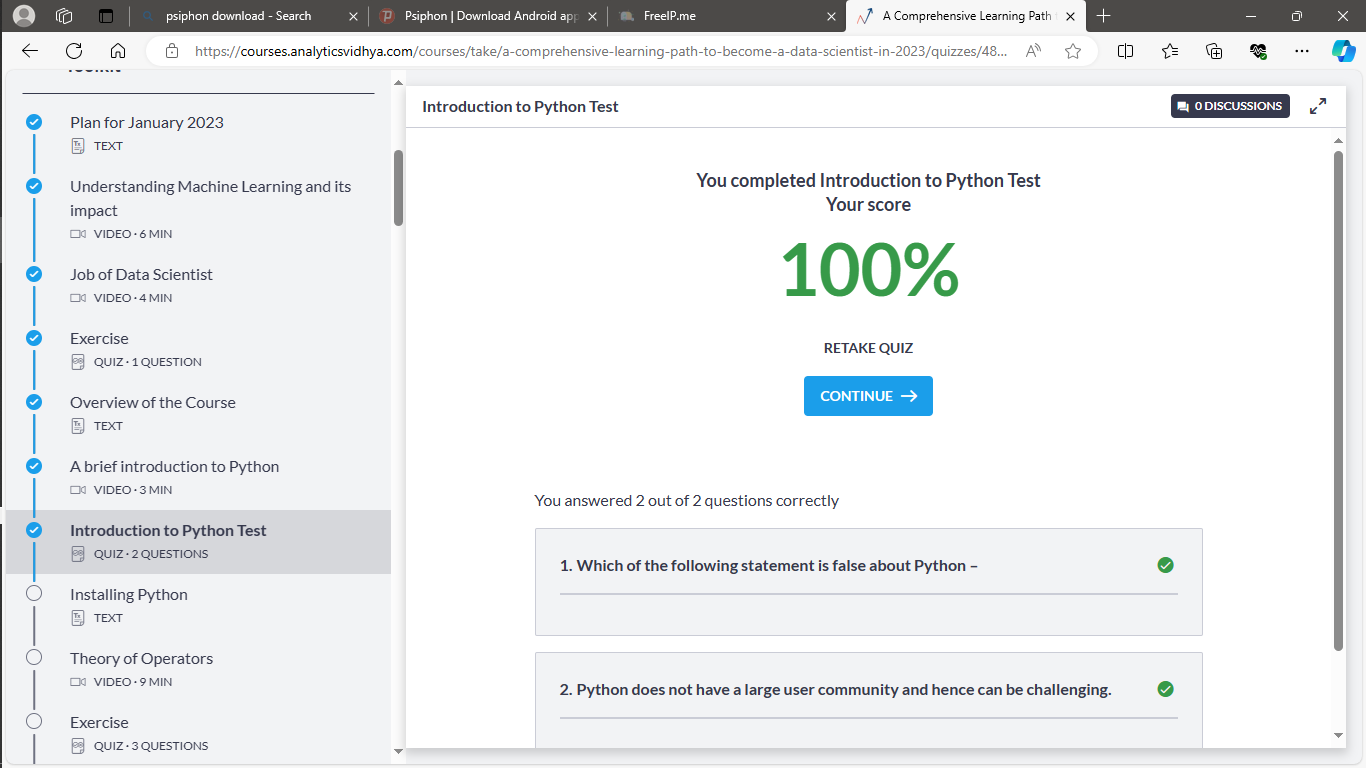 psiphon download - Search
Psiphon | Download Android app
FreeIP.me
A Comprehensive Learning Path
https://courses.analyticsvidhya.com/courses/take/a-comprehensive-learning-path-to-become-a-data-scientist-in-2023/quizzes/48...
Toolkit
Plan for January 2023
TEXT
Understanding Machine Learning and its
impact
VIDEO · 6 MIN
Job of Data Scientist
VIDEO · 4 MIN
Exercise
QUIZ · 1 QUESTION
Overview of the Course
TEXT
A brief introduction to Python
VIDEO · 3 MIN
Introduction to Python Test
QUIZ · 2 QUESTIONS
Installing Python
TEXT
Theory of Operators
VIDEO · 9 MIN
Exercise
QUIZ · 3 QUESTIONS
Introduction to Python Test
0 DISCUSSIONS
You completed Introduction to Python Test
Your score
100%
RETAKE QUIZ
CONTINUE →
You answered 2 out of 2 questions correctly
1. Which of the following statement is false about Python –
2. Python does not have a large user community and hence can be challenging.